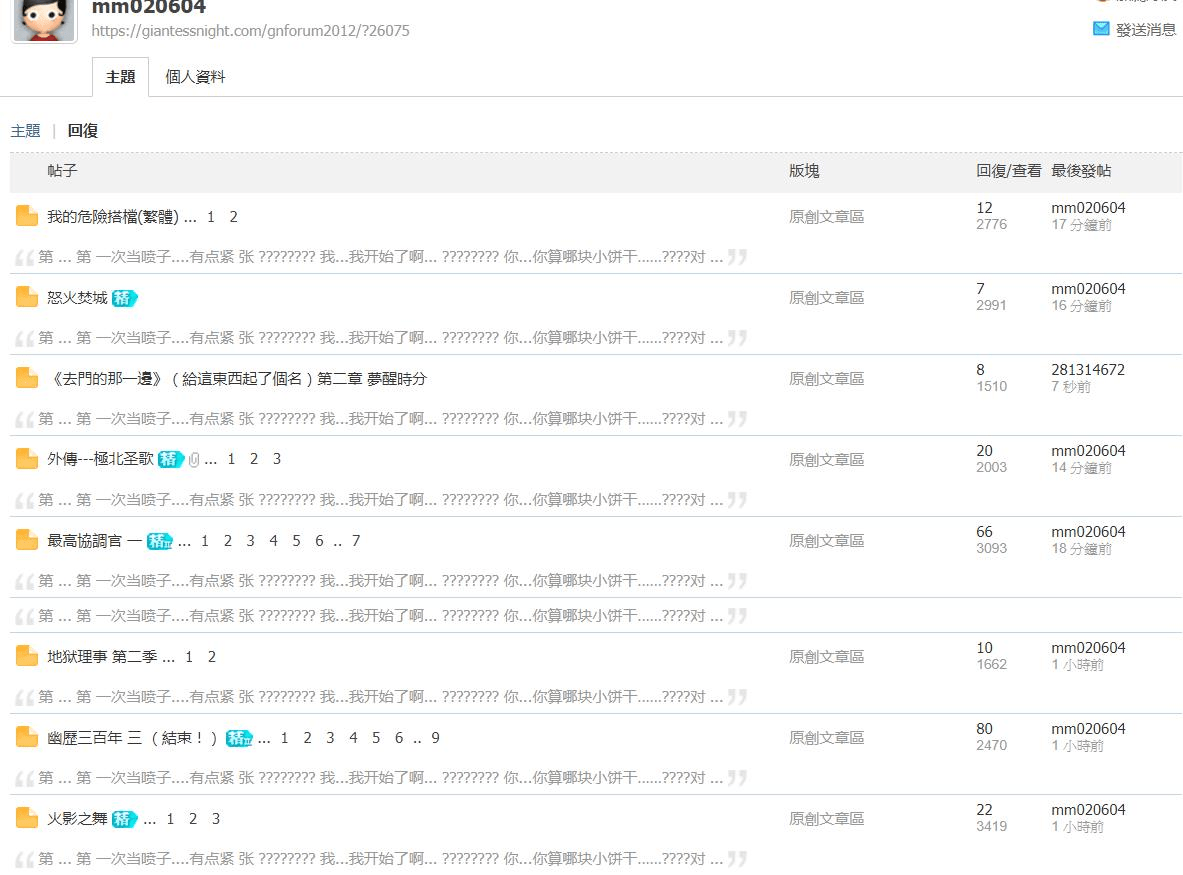 mm020604
https://giantessnight.com/gnforum2012/?26075
發送消息
主題 個人資料
主題 | 回復
帖子 版塊 回復/查看 最後發帖
我的危險搭檔(繁體) ... 1 2 原創文章區 12 mm020604
2776 17 分鐘前
第 ... 第 一次当喷子....有点紧 张 ???????? 我...我开始了啊... ???????? 你...你算哪块小饼干......????对 ...
怒火焚城 精 原創文章區 7 mm020604
2991 16 分鐘前
第 ... 第 一次当喷子....有点紧 张 ???????? 我...我开始了啊... ???????? 你...你算哪块小饼干......????对 ...
《去門的那一邊》（給這東西起了個名）第二章 夢醒時分 原創文章區 8 281314672
1510 7 秒前
第 ... 第 一次当喷子....有点紧 张 ???????? 我...我开始了啊... ???????? 你...你算哪块小饼干......????对 ...
外傳---極北圣歌 精 ... 1 2 3 原創文章區 20 mm020604
2003 14 分鐘前
第 ... 第 一次当喷子....有点紧 张 ???????? 我...我开始了啊... ???????? 你...你算哪块小饼干......????对 ...
最高協調官 一 精 ... 1 2 3 4 5 6 .. 7 原創文章區 66 mm020604
3093 18 分鐘前
第 ... 第 一次当喷子....有点紧 张 ???????? 我...我开始了啊... ???????? 你...你算哪块小饼干......????对 ...
第 ... 第 一次当喷子....有点紧 张 ???????? 我...我开始了啊... ???????? 你...你算哪块小饼干......????对 ...
地狱理事 第二季 ... 1 2 原創文章區 10 mm020604
1662 1 小時前
第 ... 第 一次当喷子....有点紧 张 ???????? 我...我开始了啊... ???????? 你...你算哪块小饼干......????对 ...
幽歷三百年 三 （結束！） 精 ... 1 2 3 4 5 6 .. 9 原創文章區 80 mm020604
2470 1 小時前
第 ... 第 一次当喷子....有点紧 张 ???????? 我...我开始了啊... ???????? 你...你算哪块小饼干......????对 ...
火影之舞 精 ... 1 2 3 原創文章區 22 mm020604
3419 1 小時前
第 ... 第 一次当喷子....有点紧 张 ???????? 我...我开始了啊... ???????? 你...你算哪块小饼干......????对 ...